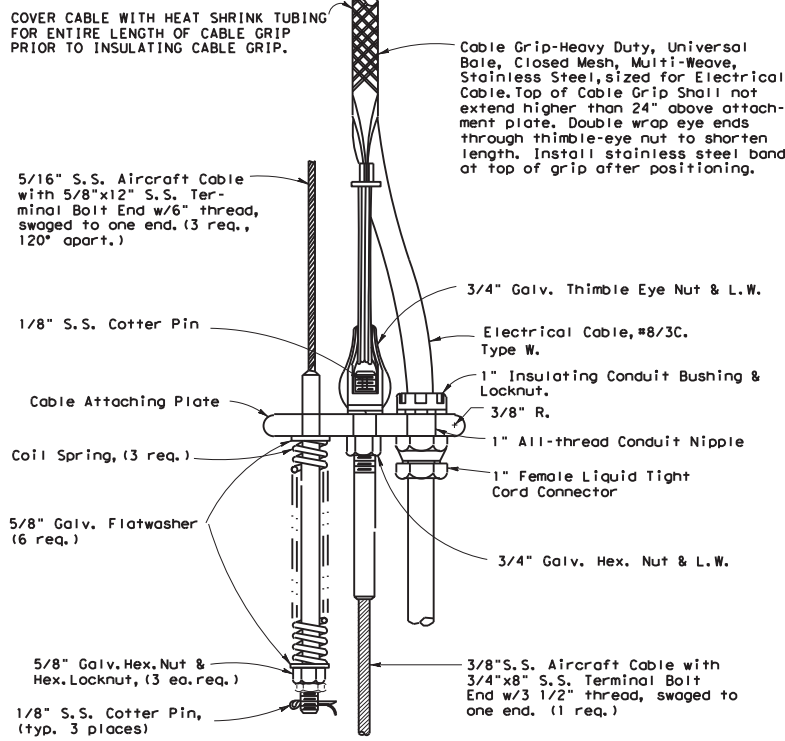 COVER CABLE WITH HEAT SHRINK TUBING
FOR ENTIRE LENGTH OF CABLE GRIP
PRIOR TO INSULATING CABLE GRIP.
Cable Grip-Heavy Duty, Universal
Bale, Closed Mesh, Multi-Weave,
Stainless Steel, sized for Electrical
Cable. Top of Cable Grip Shall not
extend higher than 24" above attach-
ment plate. Double wrap eye ends
through thimble-eye nut to shorten
length. Install stainless steel band
at top of grip after positioning.
5/16" S.S. Aircraft Cable
with 5/8"x12" S.S. Ter-
minal Bolt End w/6" thread,
swaged to one end. (3 req.,
120° apart.)
3/4" Galv. Thimble Eye Nut & L.W.
1/8" S.S. Cotter Pin
Electrical Cable, #8/3C.
Type W.
1" Insulating Conduit Bushing &
Locknut.
Cable Attaching Plate
3/8" R.
1" All-thread Conduit Nipple
Coil Spring, (3 req.)
1" Female Liquid Tight
Cord Connector
5/8" Galv. Flatwasher
(6 req.)
3/4" Galv. Hex. Nut & L.W.
5/8" Galv. Hex. Nut &
Hex. Locknut, (3 ea. req.)
3/8"S.S. Aircraft Cable with
3/4"x8" S.S. Terminal Bolt
End w/3 1/2" thread, swaged to
one end. (1 req.)
1/8" S.S. Cotter Pin,
(typ. 3 places)